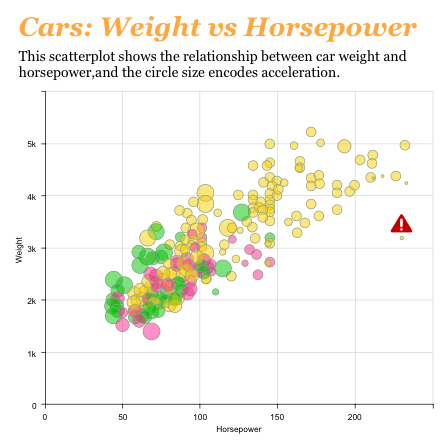 Cars: Weight vs Horsepower
This scatterplot shows the relationship between car weight and
horsepower,and the circle size encodes acceleration.
5k
4k
3k
2k
1k
0
Weight
0 50 100 150 200
Horsepower